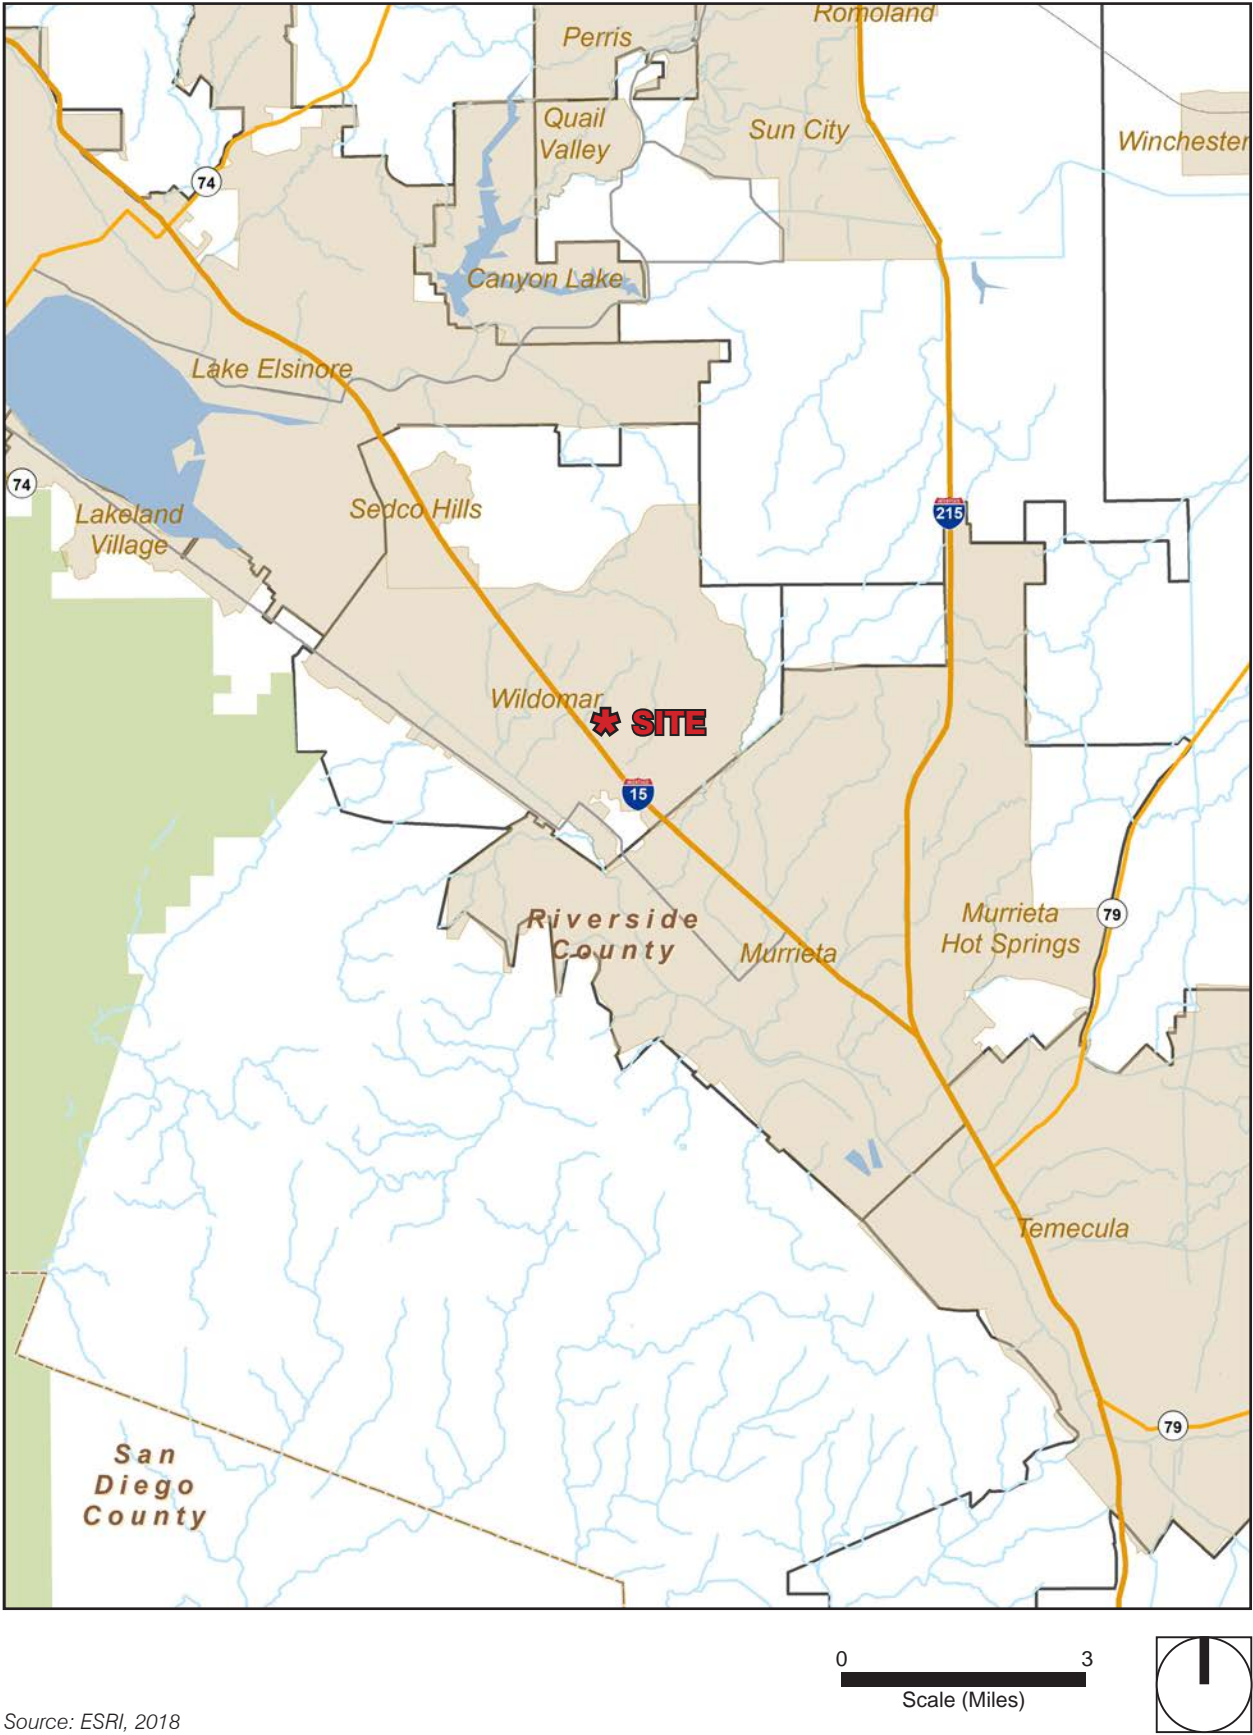 Romoland
Perris
Quail
Valley
Sun City
Winchester
74
Canyon Lake
Lake Elsinore
74
Lakeland
Village
Sedco Hills
215
Wildomar
* SITE
15
Riverside
County
Murrieta
Murrieta
Hot Springs
79
Temecula
79
San
Diego
County
0 3
Scale (Miles)
Source: ESRI, 2018